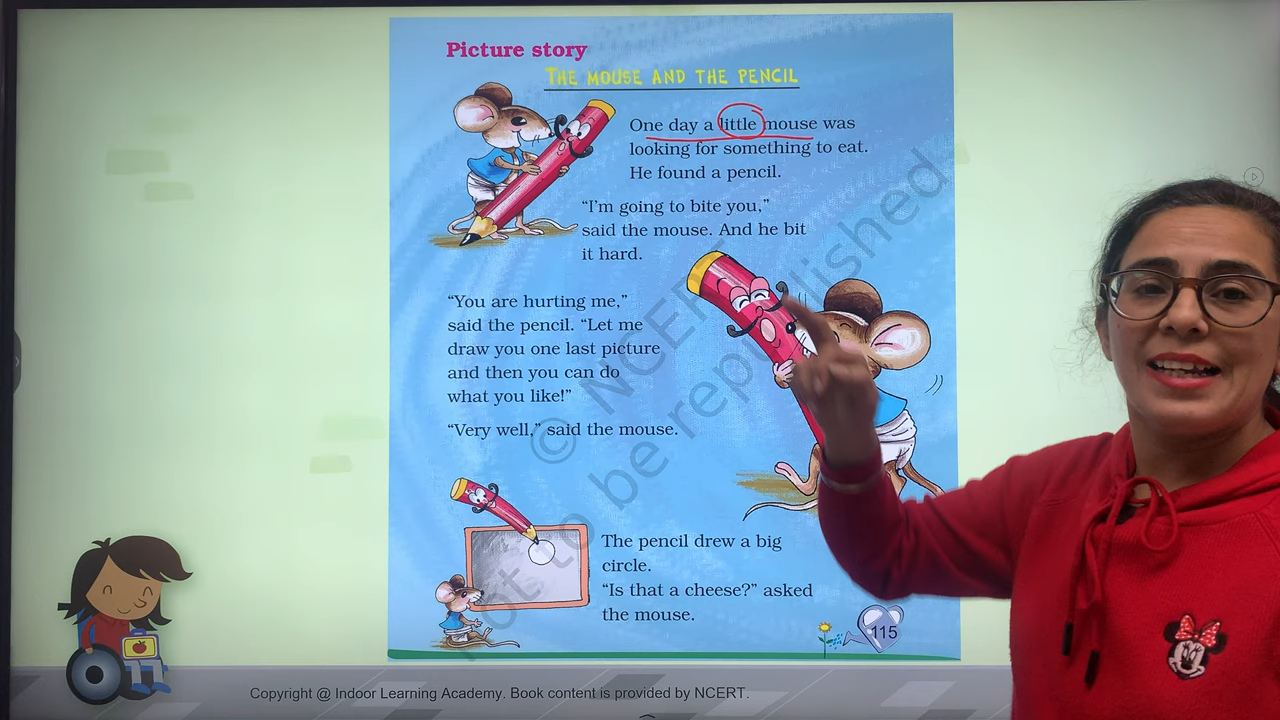 Picture story
THE MOUSE AND THE PENCIL
One day a little mouse was
looking for something to eat.
He found a pencil.
“I'm going to bite you,”
said the mouse. And he bit
it hard.
“You are hurting me,”
said the pencil. “Let me
draw you one last picture
and then you can do
what you like!”
“Very well,” said the mouse.
The pencil drew a big
circle.
“Is that a cheese?” asked
the mouse.
115
© NCERT
not to be republished
Copyright @ Indoor Learning Academy. Book content is provided by NCERT.